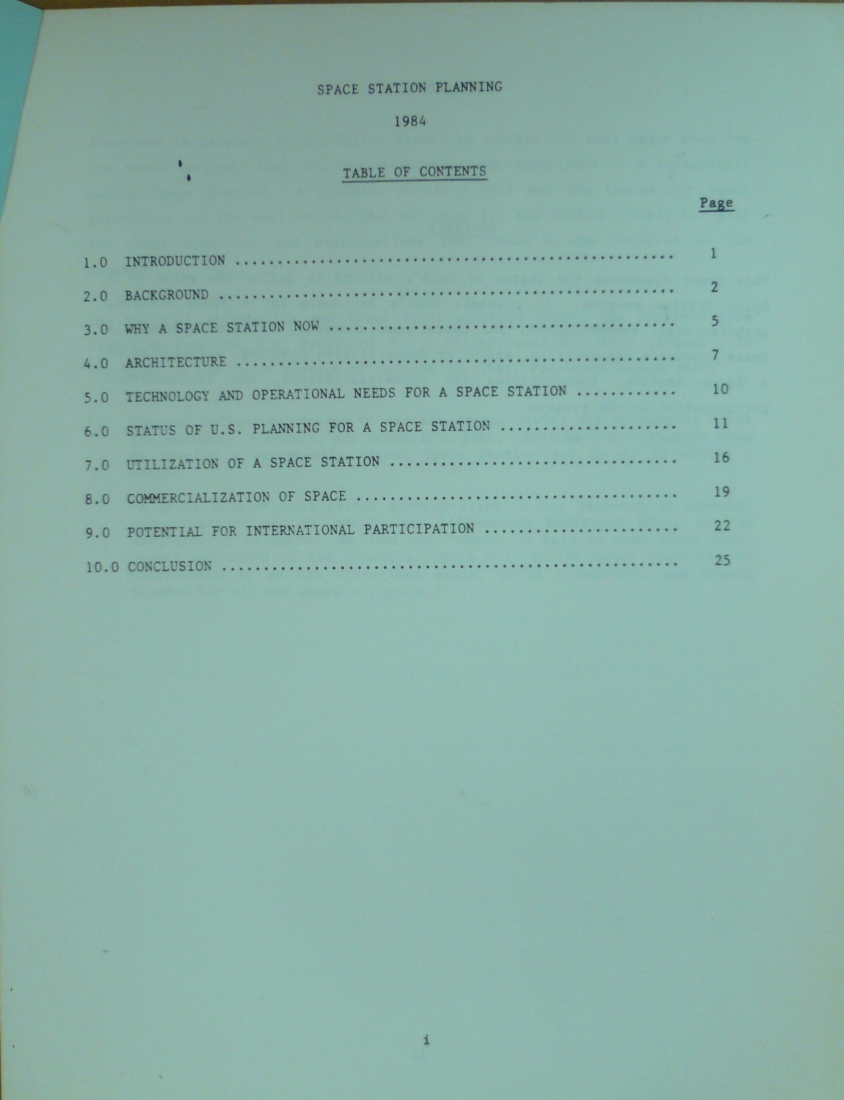 SPACE STATION PLANNING
1984
TABLE OF CONTENTS
Page
1.0 INTRODUCTION .................................................... 1
2.0 BACKGROUND ...................................................... 2
3.0 WHY A SPACE STATION NOW ......................................... 5
4.0 ARCHITECTURE .................................................... 7
5.0 TECHNOLOGY AND OPERATIONAL NEEDS FOR A SPACE STATION ............ 10
6.0 STATUS OF U.S. PLANNING FOR A SPACE STATION ..................... 11
7.0 UTILIZATION OF A SPACE STATION .................................. 16
8.0 COMMERCIALIZATION OF SPACE ...................................... 19
9.0 POTENTIAL FOR INTERNATIONAL PARTICIPATION ....................... 22
10.0 CONCLUSION ...................................................... 25
i